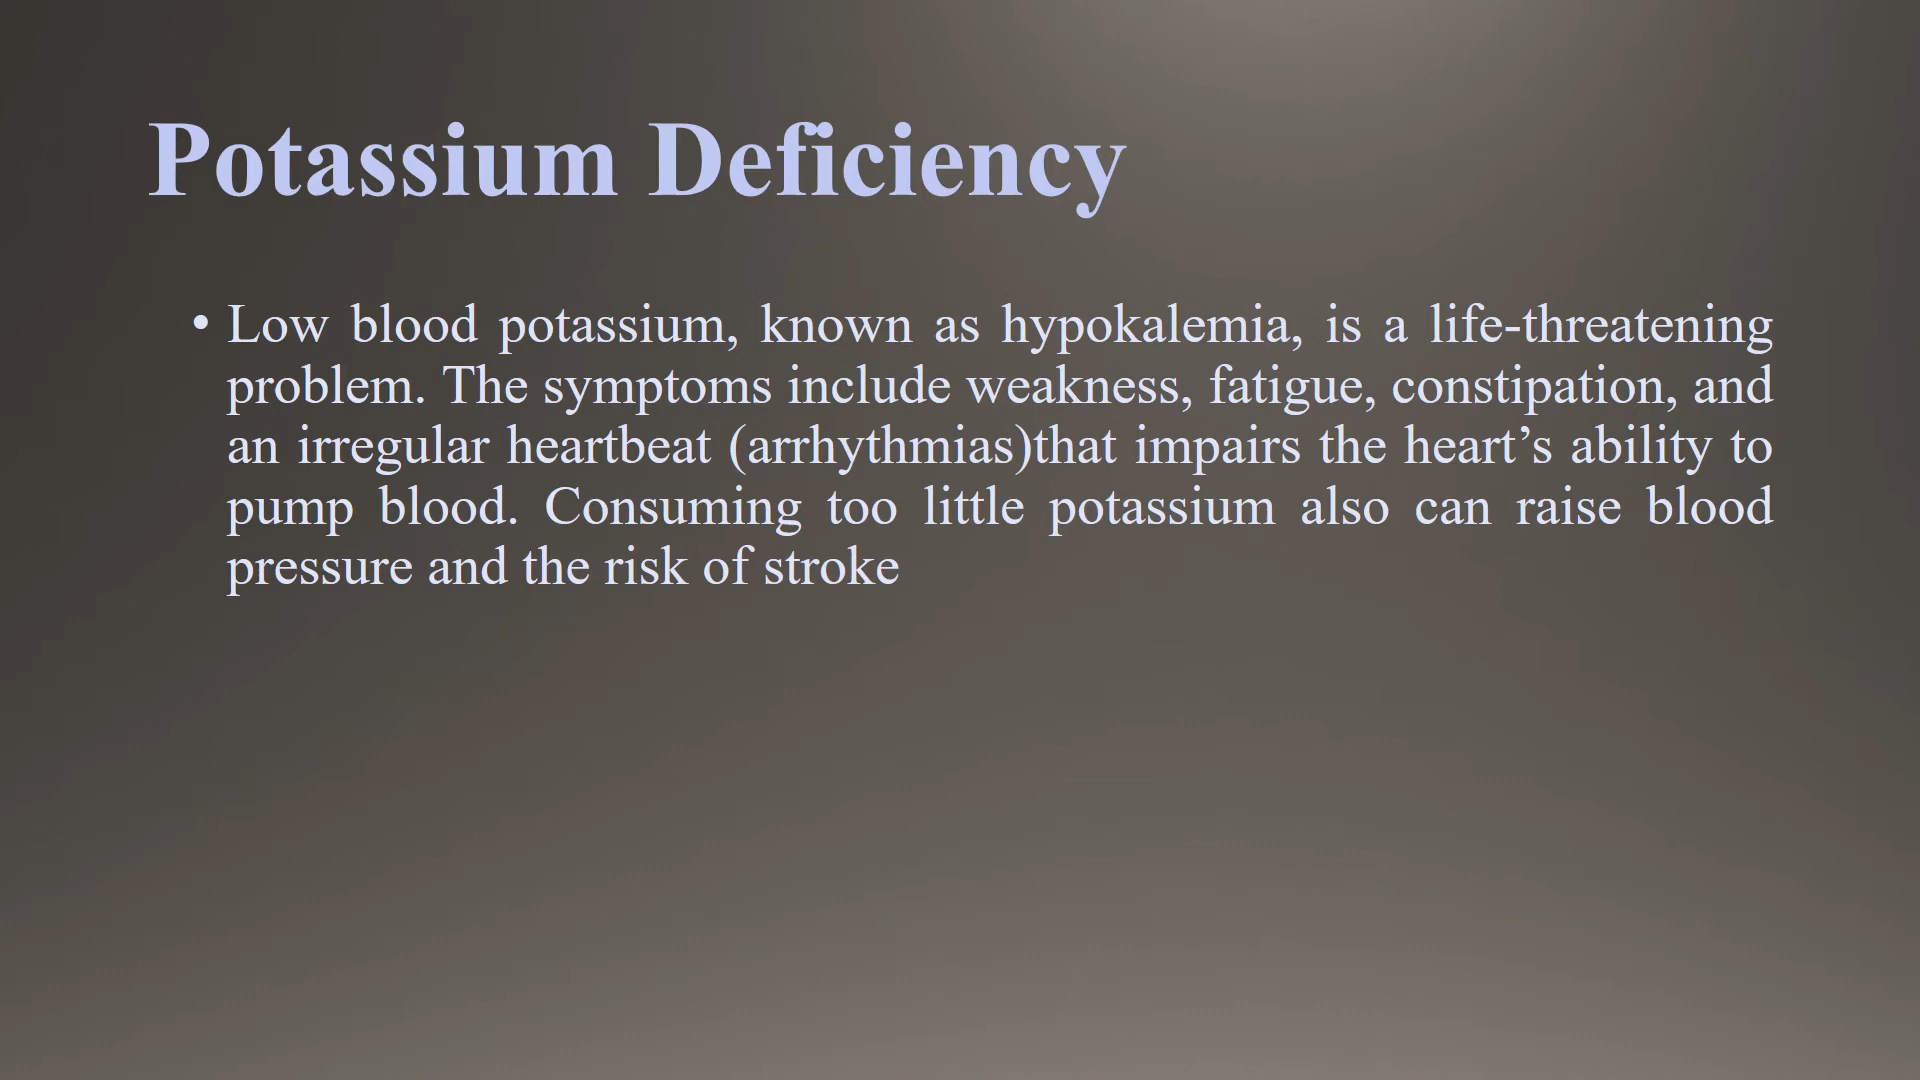 Potassium Deficiency
• Low blood potassium, known as hypokalemia, is a life-threatening
problem. The symptoms include weakness, fatigue, constipation, and
an irregular heartbeat (arrhythmias)that impairs the heart’s ability to
pump blood. Consuming too little potassium also can raise blood
pressure and the risk of stroke